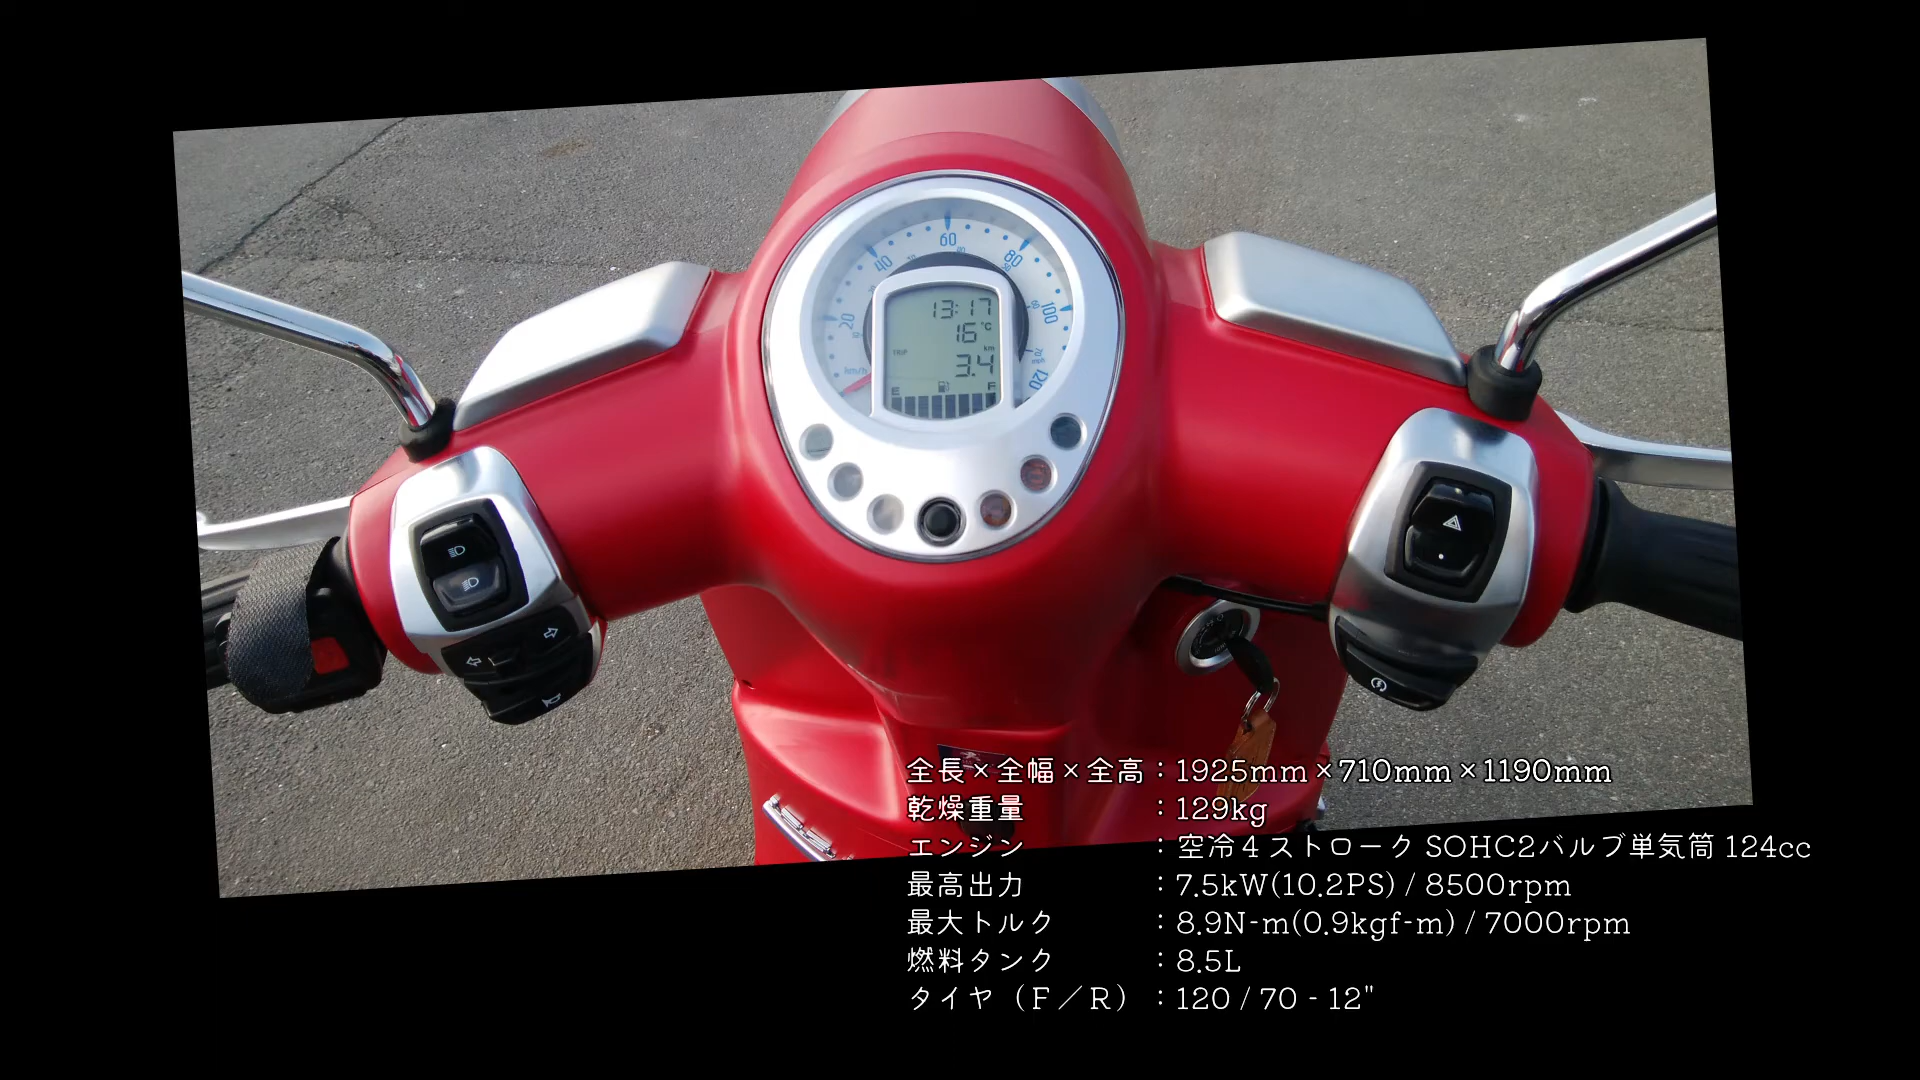 60
40
80
20
100
120
km/h
mph
13:17
16 °C
km
TRIP
3.4
E
F
全長×全幅×全高：1925mm×710mm×1190mm
乾燥重量：129kg
エンジン：空冷４ストローク SOHC2バルブ単気筒 124cc
最高出力：7.5kW(10.2PS) / 8500rpm
最大トルク：8.9N-m(0.9kgf-m) / 7000rpm
燃料タンク：8.5L
タイヤ（Ｆ／Ｒ）：120 / 70 - 12"